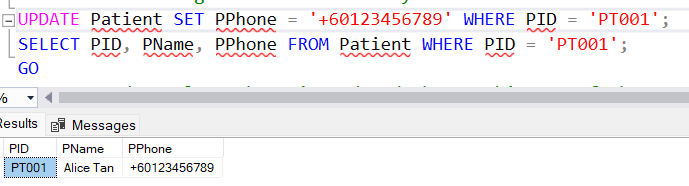 UPDATE Patient SET PPhone = '+60123456789' WHERE PID = 'PT001';
SELECT PID, PName, PPhone FROM Patient WHERE PID = 'PT001';
GO
%
Results Messages
PID PName PPhone
PT001 Alice Tan +60123456789